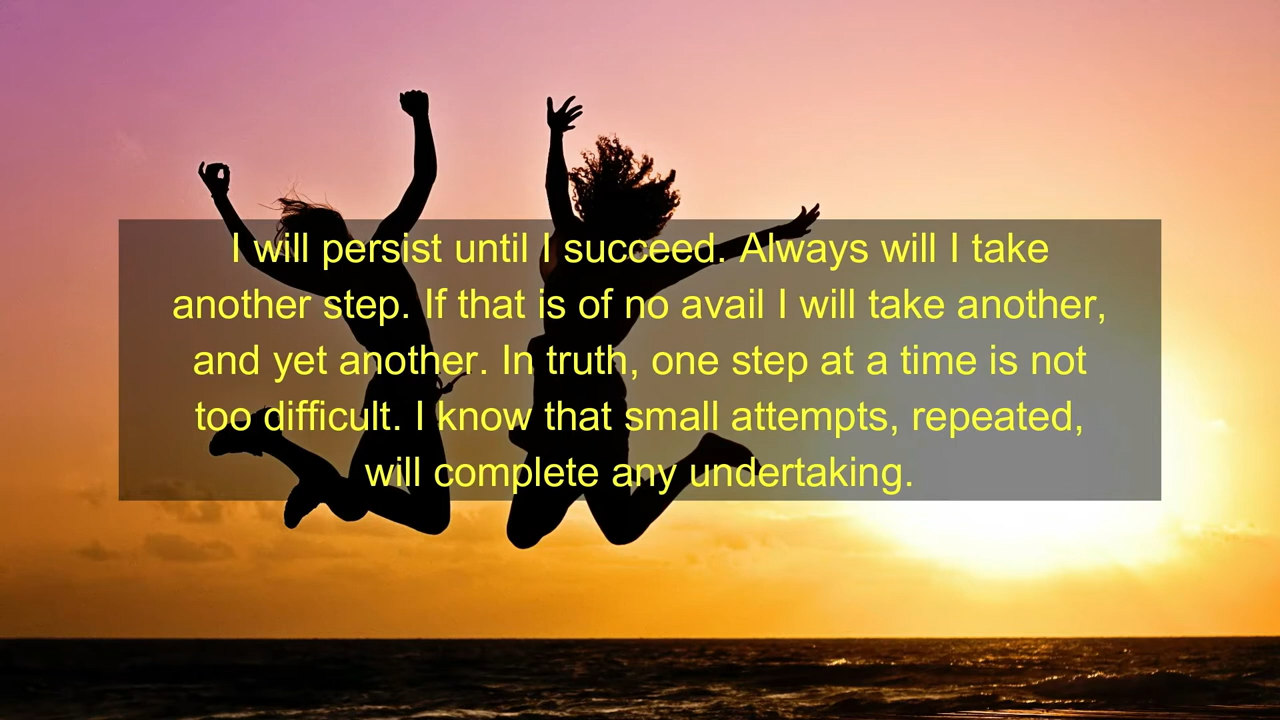 I will persist until I succeed. Always will I take
another step. If that is of no avail I will take another,
and yet another. In truth, one step at a time is not
too difficult. I know that small attempts, repeated,
will complete any undertaking.